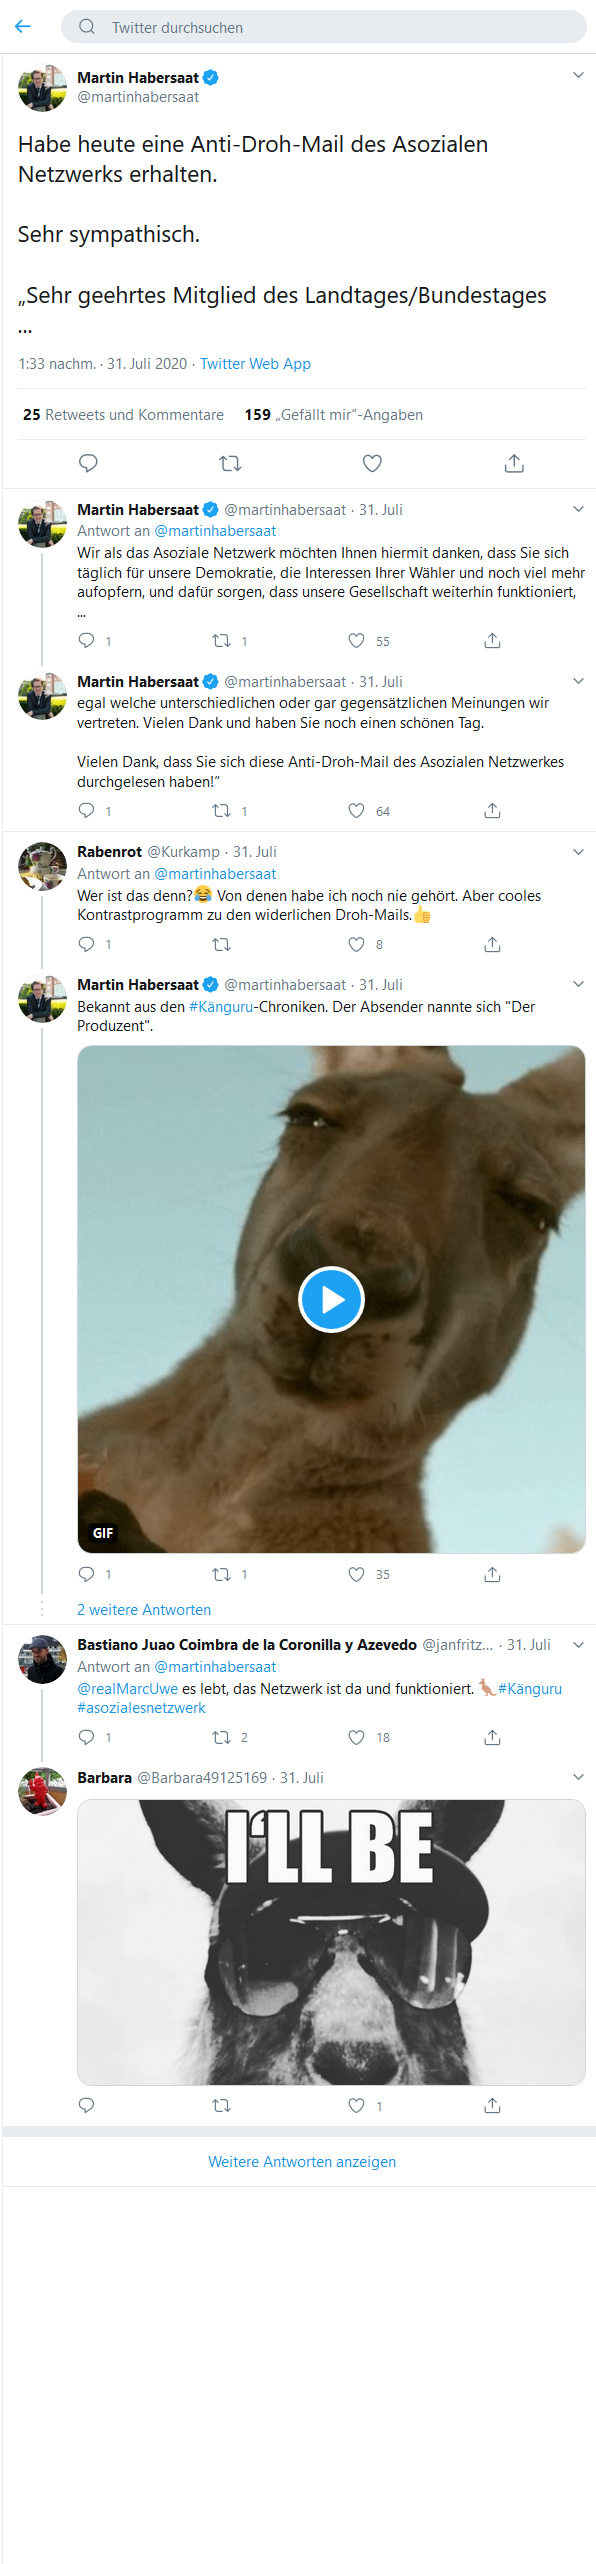 Twitter durchsuchen
Martin Habersaat
@martinhabersaat
Habe heute eine Anti-Droh-Mail des Asozialen
Netzwerks erhalten.
Sehr sympathisch.
„Sehr geehrtes Mitglied des Landtages/Bundestages
...
1:33 nachm. · 31. Juli 2020 · Twitter Web App
25 Retweets und Kommentare 159 „Gefällt mir“-Angaben
Martin Habersaat @martinhabersaat · 31. Juli
Antwort an @martinhabersaat
Wir als das Asoziale Netzwerk möchten Ihnen hiermit danken, dass Sie sich
täglich für unsere Demokratie, die Interessen Ihrer Wähler und noch viel mehr
aufopfern, und dafür sorgen, dass unsere Gesellschaft weiterhin funktioniert,
...
1 1 55
Martin Habersaat @martinhabersaat · 31. Juli
egal welche unterschiedlichen oder gar gegensätzlichen Meinungen wir
vertreten. Vielen Dank und haben Sie noch einen schönen Tag.
Vielen Dank, dass Sie sich diese Anti-Droh-Mail des Asozialen Netzwerkes
durchgelesen haben!“
1 1 64
Rabenrot @Kurkamp · 31. Juli
Antwort an @martinhabersaat
Wer ist das denn?😂 Von denen habe ich noch nie gehört. Aber cooles
Kontrastprogramm zu den widerlichen Droh-Mails.👍
1 8
Martin Habersaat @martinhabersaat · 31. Juli
Bekannt aus den #Känguru-Chroniken. Der Absender nannte sich "Der
Produzent".
GIF
1 1 35
2 weitere Antworten
Bastiano Juao Coimbra de la Coronilla y Azevedo @janfritz... · 31. Juli
Antwort an @martinhabersaat
@realMarcUwe es lebt, das Netzwerk ist da und funktioniert. 🦘#Känguru
#asozialesnetzwerk
1 2 18
Barbara @Barbara49125169 · 31. Juli
I'LL BE
1
Weitere Antworten anzeigen